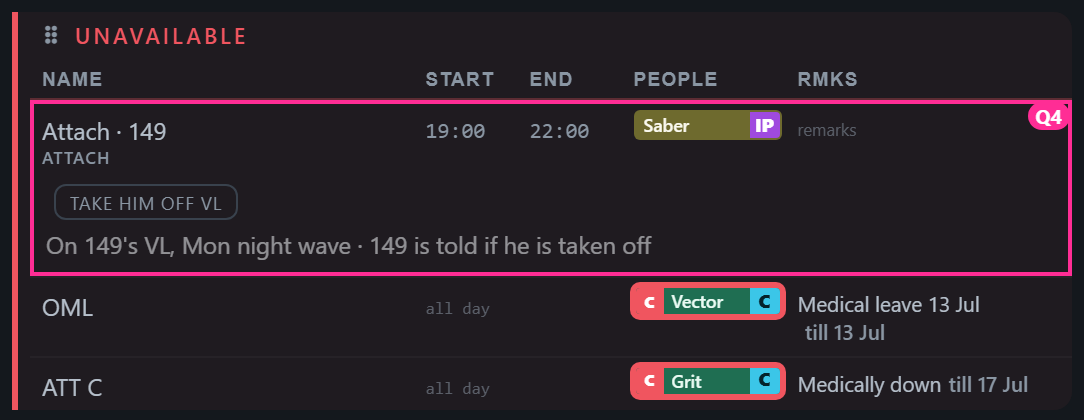 UNAVAILABLE
NAME START END PEOPLE RMKS
Q4
Attach · 149 19:00 22:00 Saber IP remarks
ATTACH
TAKE HIM OFF VL
On 149's VL, Mon night wave · 149 is told if he is taken off
OML all day c Vector C Medical leave 13 Jul
till 13 Jul
ATT C all day c Grit C Medically down till 17 Jul